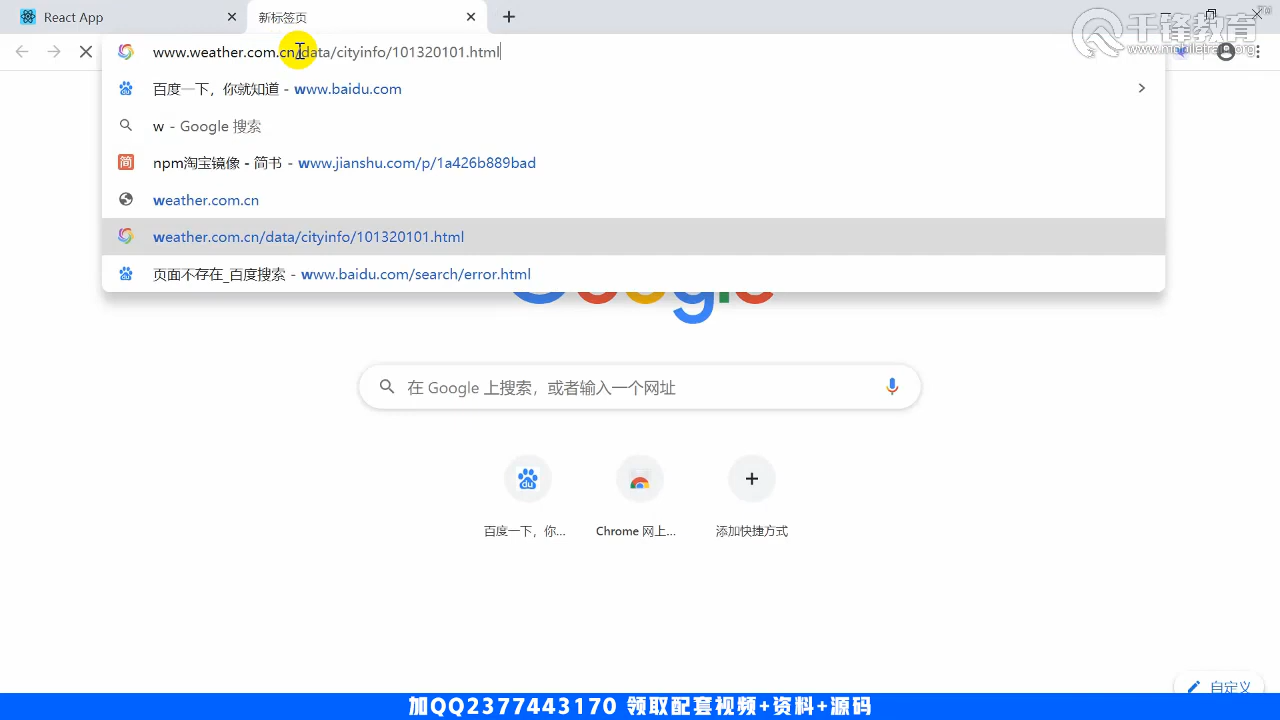 React App
新标签页
千锋教育
www.mobiletrain.org
www.weather.com.cn/data/cityinfo/101320101.html
百度一下，你就知道 - www.baidu.com
w - Google 搜索
npm淘宝镜像 - 简书 - www.jianshu.com/p/1a426b889bad
weather.com.cn
weather.com.cn/data/cityinfo/101320101.html
页面不存在_百度搜索 - www.baidu.com/search/error.html
Google
在 Google 上搜索，或者输入一个网址
百度一下，你...
Chrome 网上...
添加快捷方式
自定义
加QQ2377443170 领取配套视频+资料+源码